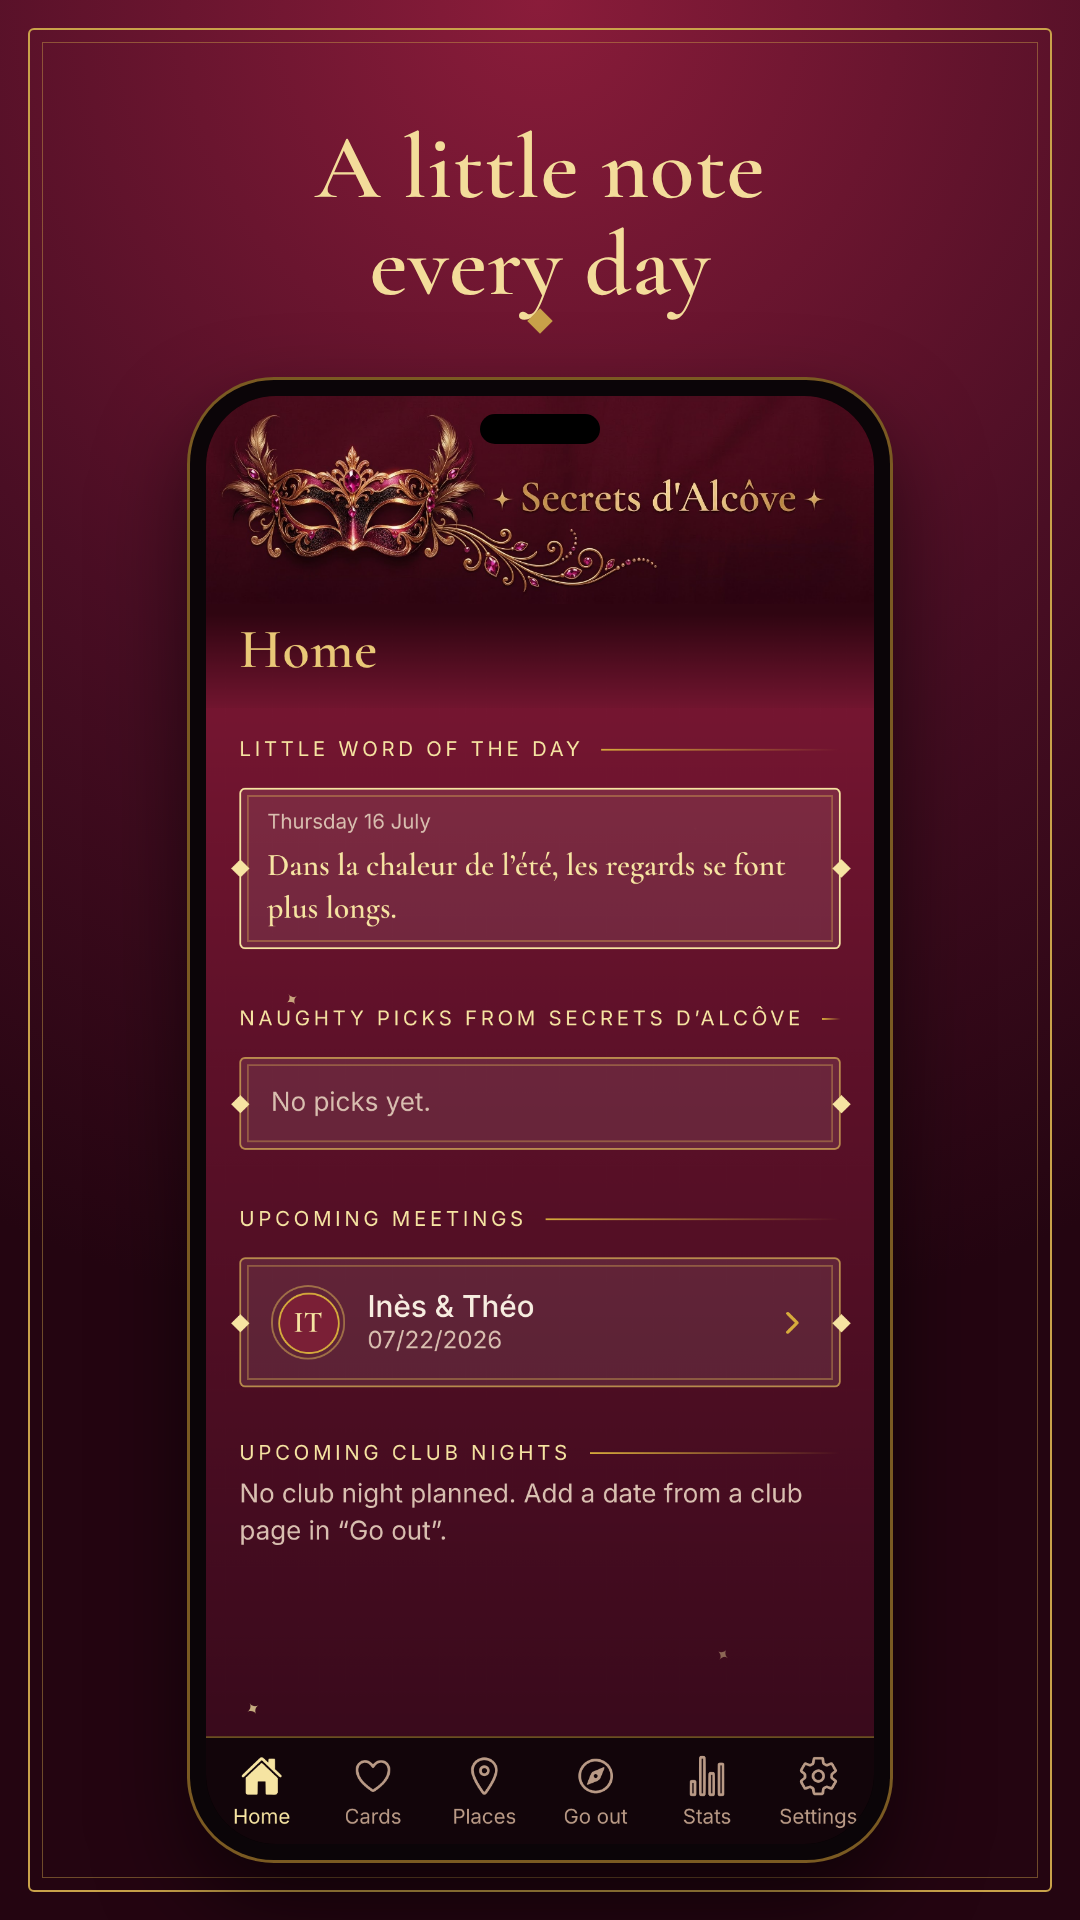 A little note
every day
Secrets d'Alcôve
Home
LITTLE WORD OF THE DAY
Thursday 16 July
Dans la chaleur de l’été, les regards se font
plus longs.
NAUGHTY PICKS FROM SECRETS D’ALCÔVE
No picks yet.
UPCOMING MEETINGS
IT
Inès & Théo
07/22/2026
UPCOMING CLUB NIGHTS
No club night planned. Add a date from a club
page in “Go out”.
Home
Cards
Places
Go out
Stats
Settings